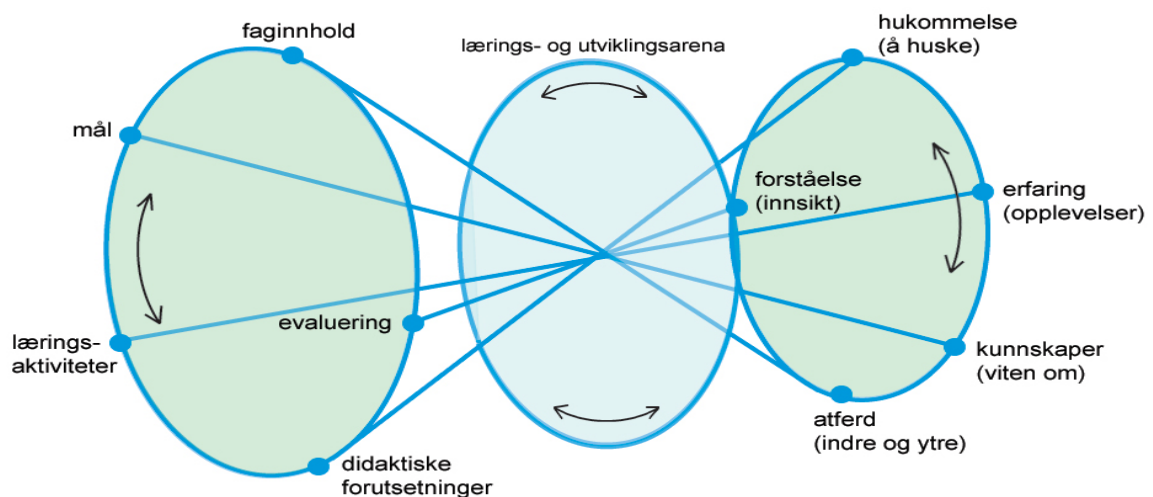 faginnhold
mål
lærings-
aktiviteter
evaluering
didaktiske
forutsetninger
lærings- og utviklingsarena
hukommelse
(å huske)
forståelse
(innsikt)
erfaring
(opplevelser)
kunnskaper
(viten om)
atferd
(indre og ytre)